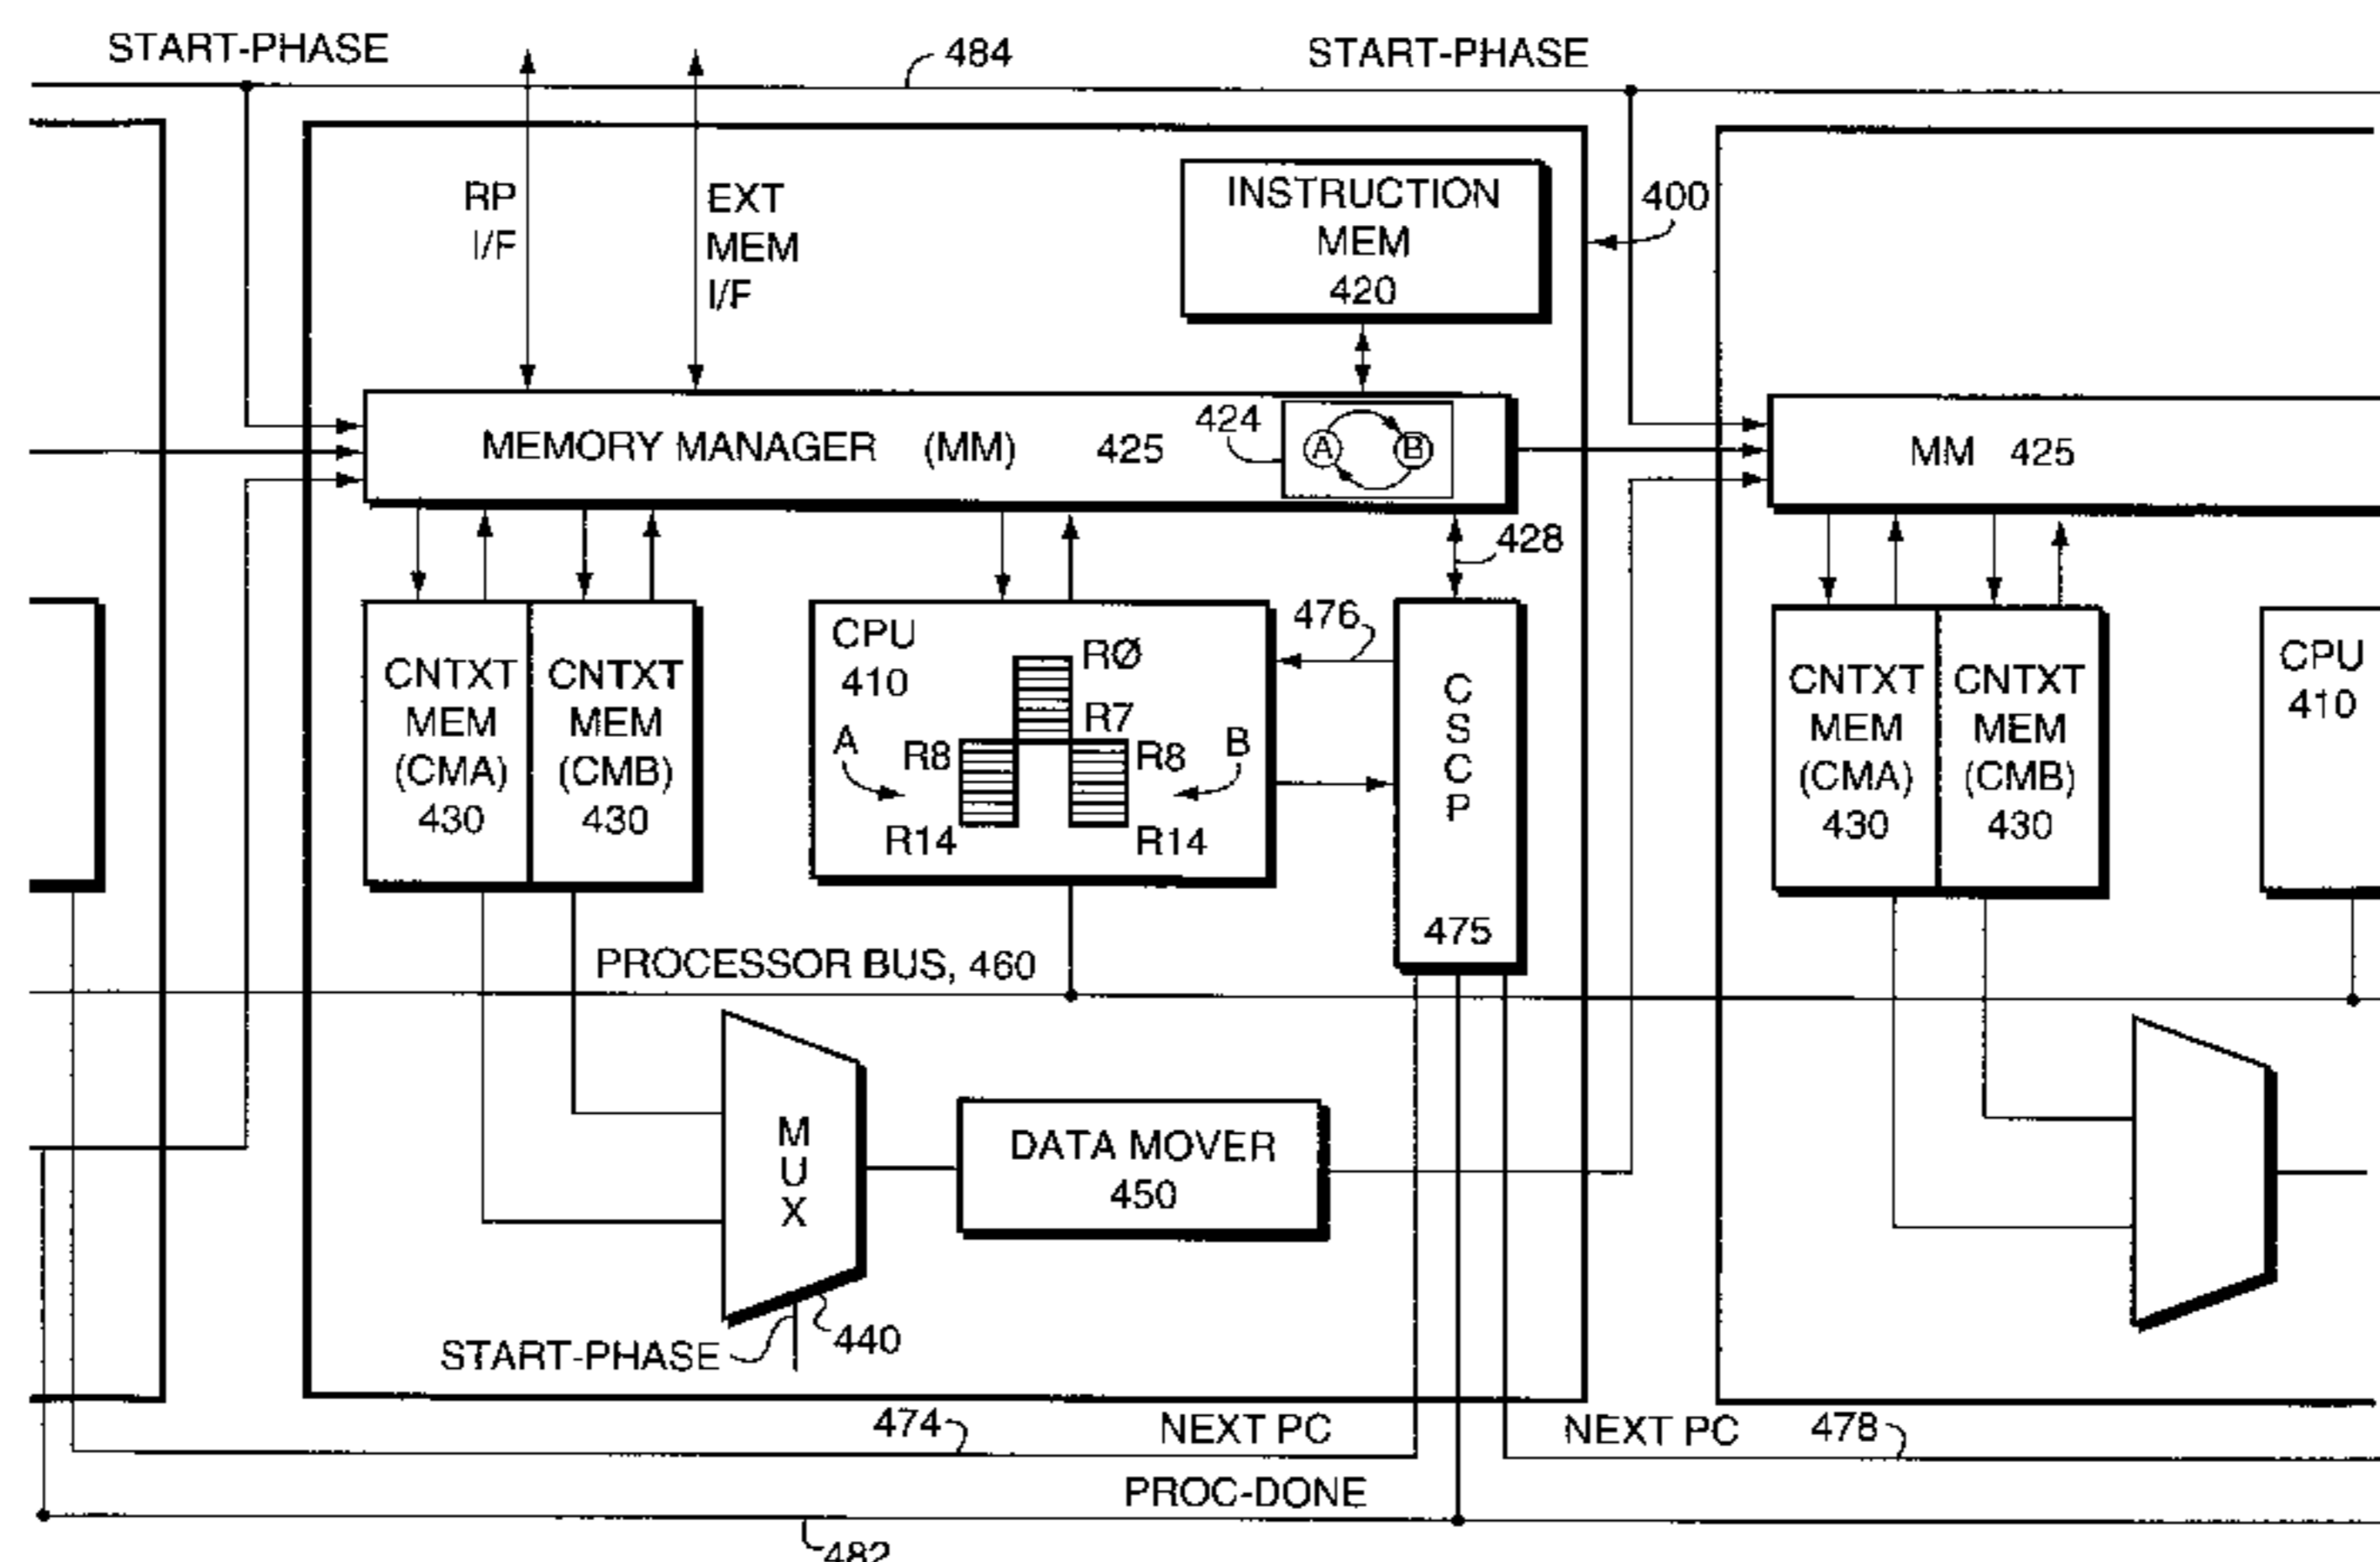 START-PHASE
484
START-PHASE
RP
I/F
EXT
MEM
I/F
INSTRUCTION
MEM
420
400
MEMORY MANAGER (MM) 425
424
A
B
MM 425
428
CNTXT
MEM
(CMA)
430
CNTXT
MEM
(CMB)
430
CPU
410
RØ
R7
A
R8
R14
R8
R14
B
476
C
S
C
P
475
CNTXT
MEM
(CMA)
430
CNTXT
MEM
(CMB)
430
CPU
410
PROCESSOR BUS, 460
M
U
X
DATA MOVER
450
START-PHASE
440
474
NEXT PC
NEXT PC
478
PROC-DONE
482